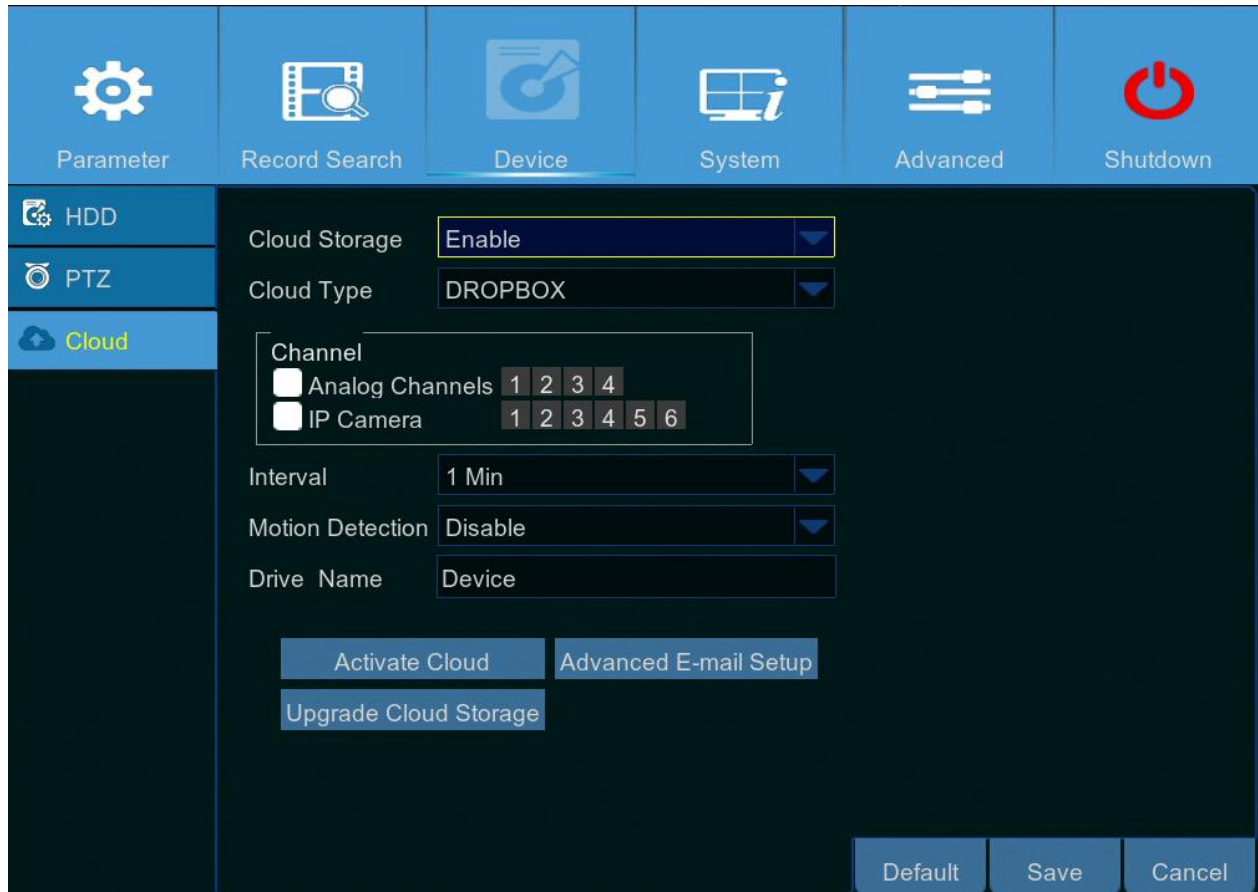 Parameter Record Search Device System Advanced Shutdown
HDD
PTZ
Cloud
Cloud Storage Enable
Cloud Type DROPBOX
Channel
Analog Channels 1 2 3 4
IP Camera 1 2 3 4 5 6
Interval 1 Min
Motion Detection Disable
Drive Name Device
Activate Cloud Advanced E-mail Setup
Upgrade Cloud Storage
Default Save Cancel